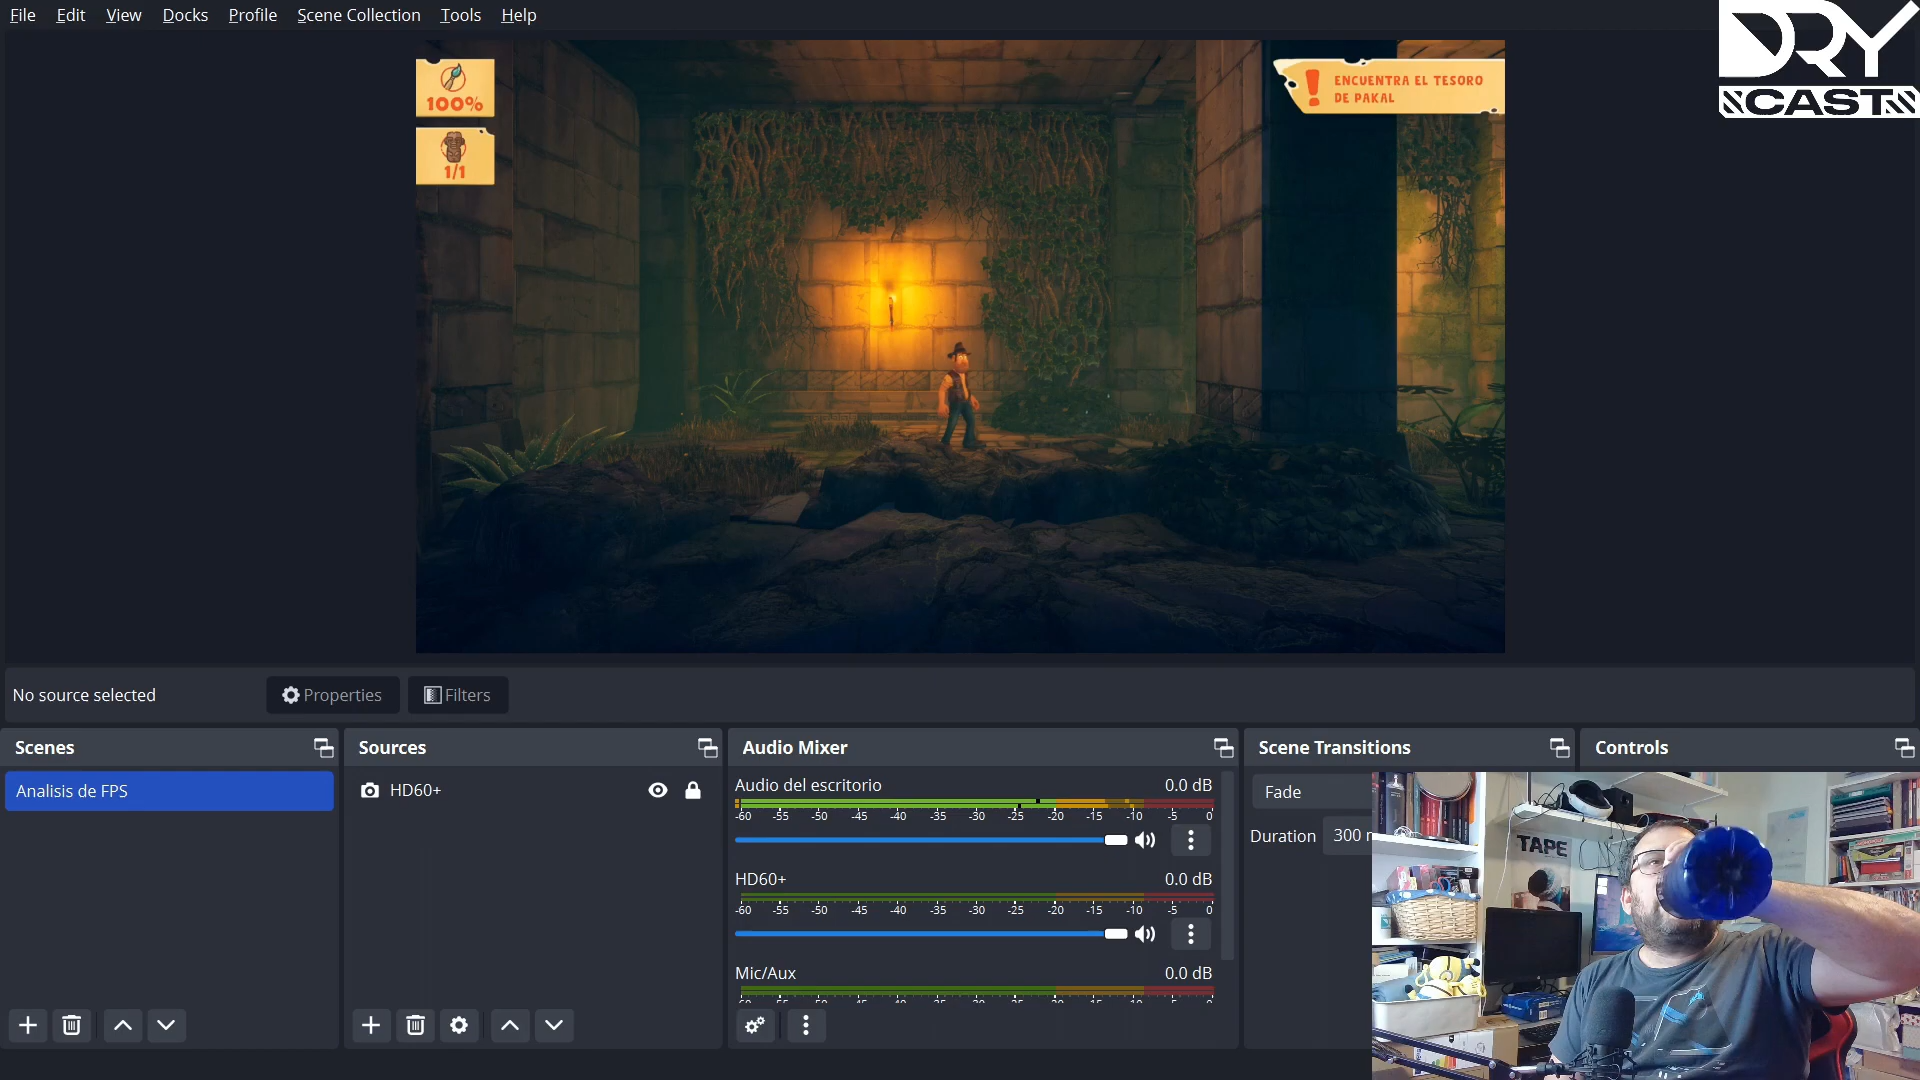 File Edit View Docks Profile Scene Collection Tools Help
DRY
CAST
100%
1/1
ENCUENTRA EL TESORO
DE PAKAL
No source selected
Properties
Filters
Scenes
Sources
Audio Mixer
Scene Transitions
Controls
Analisis de FPS
HD60+
Audio del escritorio 0.0 dB
-60 -55 -50 -45 -40 -35 -30 -25 -20 -15 -10 -5 0
HD60+ 0.0 dB
-60 -55 -50 -45 -40 -35 -30 -25 -20 -15 -10 -5 0
Mic/Aux 0.0 dB
Fade
Duration 300
TAPE